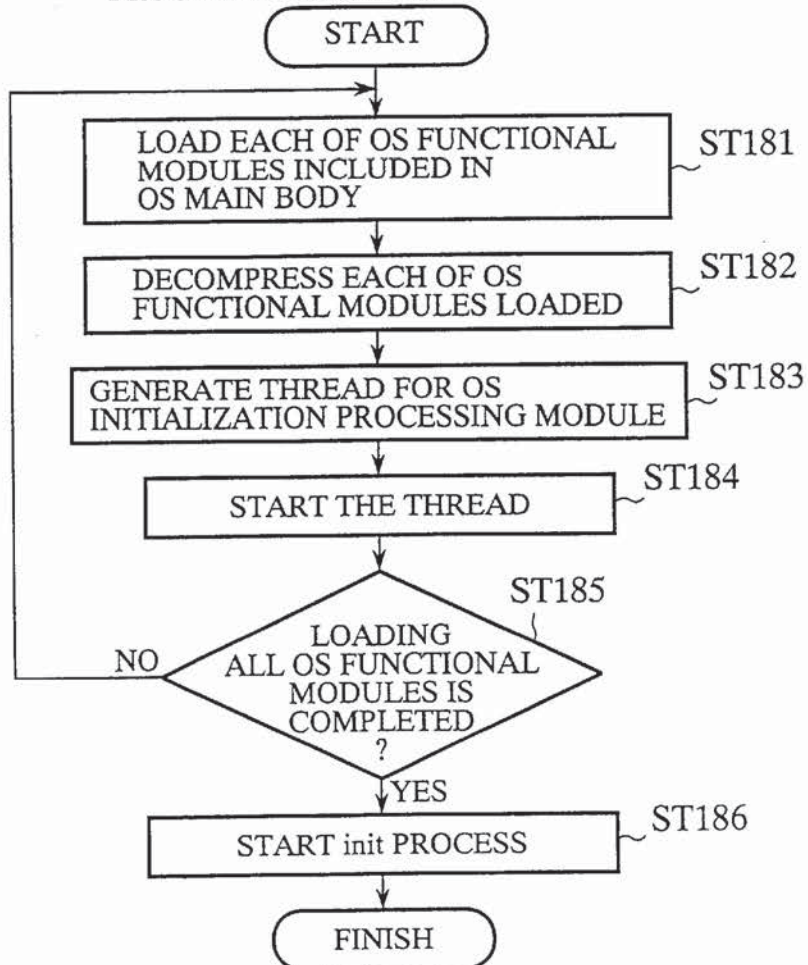 START
LOAD EACH OF OS FUNCTIONAL
MODULES INCLUDED IN
OS MAIN BODY
ST181
DECOMPRESS EACH OF OS
FUNCTIONAL MODULES LOADED
ST182
GENERATE THREAD FOR OS
INITIALIZATION PROCESSING MODULE
ST183
START THE THREAD
ST184
ST185
LOADING
ALL OS FUNCTIONAL
MODULES IS
COMPLETED
?
NO
YES
START init PROCESS
ST186
FINISH